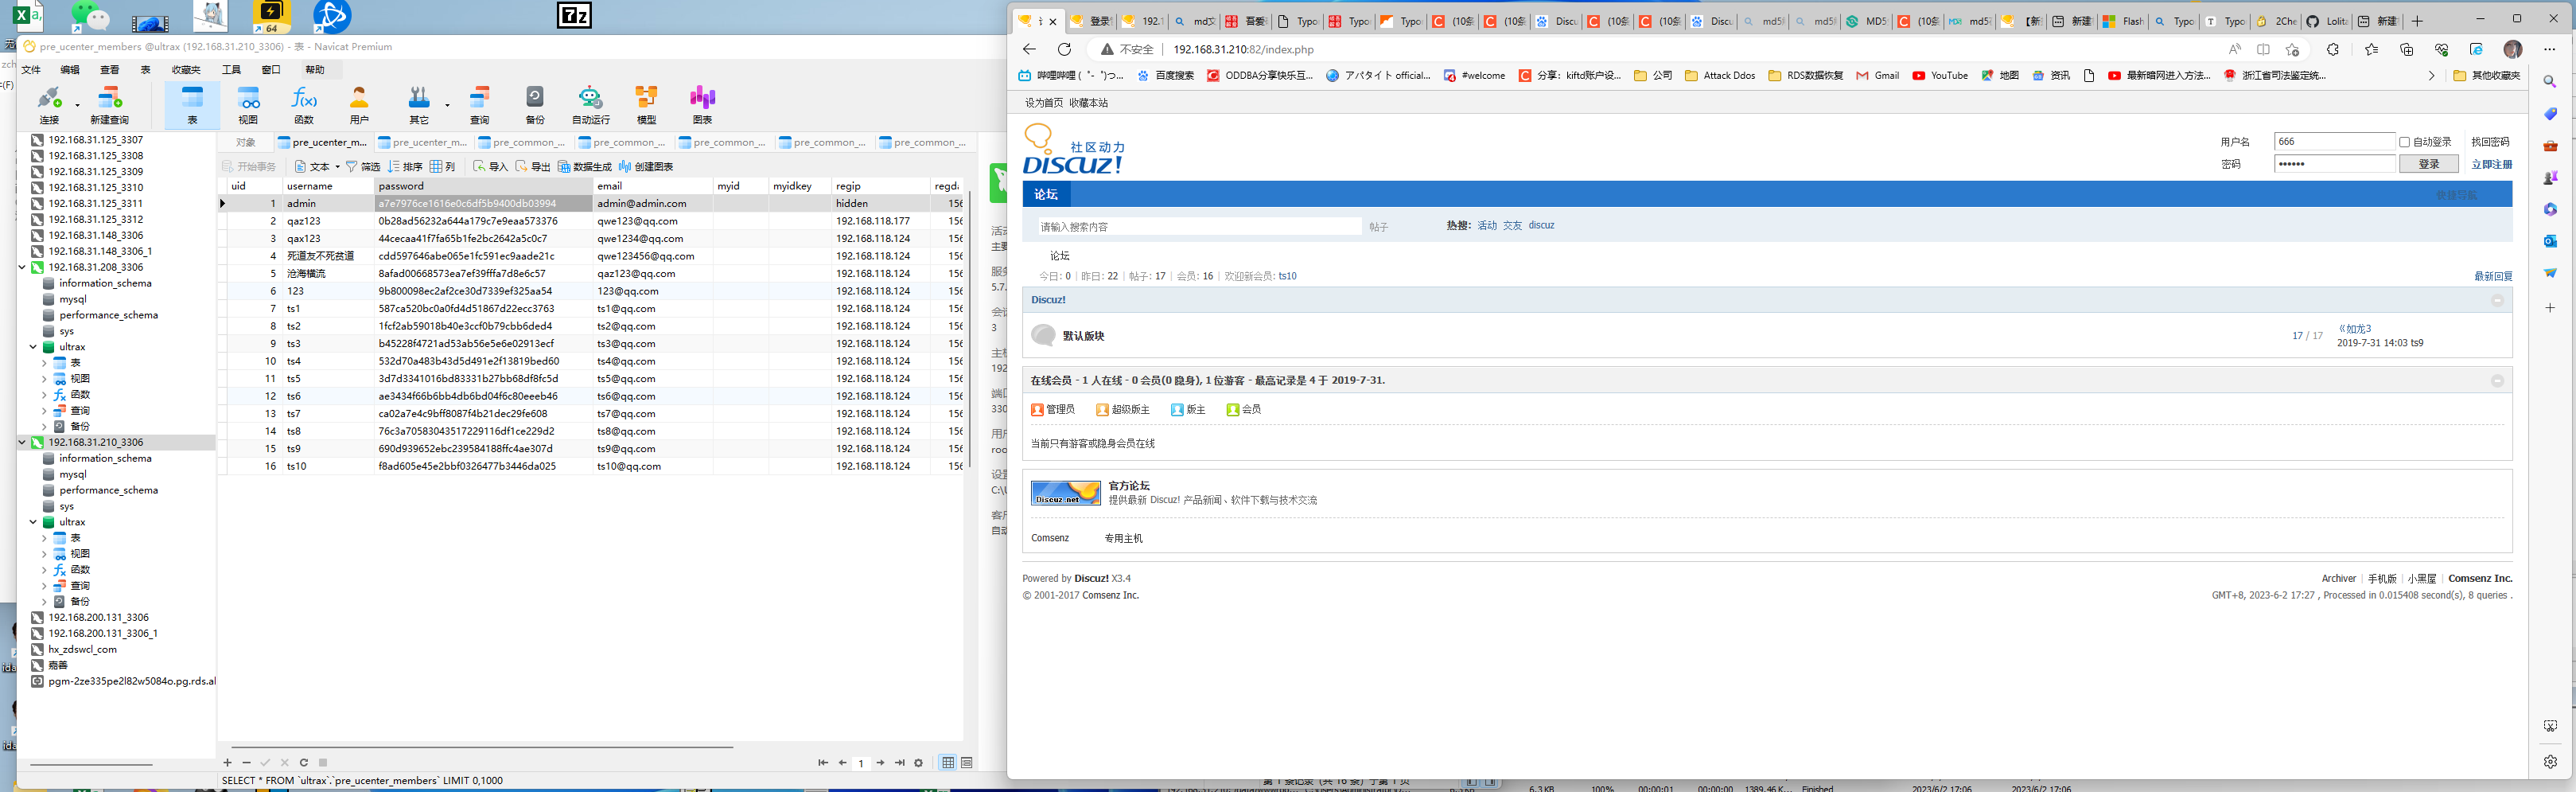 pre_ucenter_members @ultrax (192.168.31.210_3306) - 表 - Navicat Premium
文件 编辑 查看 表 收藏夹 工具 窗口 帮助
连接 新建查询 表 视图 函数 用户 其它 查询 备份 自动运行 模型 图表
192.168.31.125_3307
192.168.31.125_3308
192.168.31.125_3309
192.168.31.125_3310
192.168.31.125_3311
192.168.31.125_3312
192.168.31.148_3306
192.168.31.148_3306_1
192.168.31.208_3306
information_schema
mysql
performance_schema
sys
ultrax
表
视图
函数
查询
备份
192.168.31.210_3306
information_schema
mysql
performance_schema
sys
ultrax
表
视图
函数
查询
备份
192.168.200.131_3306
192.168.200.131_3306_1
hx_zdswcl_com
嘉善
pgm-2ze335pe2l82w5084o.pg.rds.al
对象 pre_ucenter_m... pre_ucenter_m... pre_common_... pre_common_... pre_common_... pre_common_... pre_common_...
开始事务 文本 筛选 排序 列 导入 导出 数据生成 创建图表
uid username password email myid myidkey regip regda
1 admin a7e7976ce1616e0c6df5b9400db03994 admin@admin.com hidden 156
2 qaz123 0b28ad56232a644a179c7e9eaa573376 qwe123@qq.com 192.168.118.177 156
3 qax123 44cecaa41f7fa65b1fe2bc2642a5c0c7 qwe1234@qq.com 192.168.118.124 156
4 死道友不死贫道 cdd597646abe065e1fc591ec9aade21c qwe123456@qq.com 192.168.118.124 156
5 沧海横流 8afad00668573ea7ef39fffa7d8e6c57 qaz123@qq.com 192.168.118.124 156
6 123 9b800098ec2af2ce30d7339ef325aa54 123@qq.com 192.168.118.124 156
7 ts1 587ca520bc0a0fd4d51867d22ecc3763 ts1@qq.com 192.168.118.124 156
8 ts2 1fcf2ab59018b40e3ccf0b79cbb6ded4 ts2@qq.com 192.168.118.124 156
9 ts3 b45228f4721ad53ab56e5e6e02913ecf ts3@qq.com 192.168.118.124 156
10 ts4 532d70a483b43d5d491e2f13819bed60 ts4@qq.com 192.168.118.124 156
11 ts5 3d7d3341016bd83331b27bb68df8fc5d ts5@qq.com 192.168.118.124 156
12 ts6 ae3434f66b6bb4db6bd04f6c80eeeb46 ts6@qq.com 192.168.118.124 156
13 ts7 ca02a7e4c9bff8087f4b21dec29fe608 ts7@qq.com 192.168.118.124 156
14 ts8 76c3a70583043517229116df1ce229d2 ts8@qq.com 192.168.118.124 156
15 ts9 690d939652ebc239584188ffc4ae307d ts9@qq.com 192.168.118.124 156
16 ts10 f8ad605e45e2bbf0326477b3446da025 ts10@qq.com 192.168.118.124 156
1
SELECT * FROM `ultrax`.`pre_ucenter_members` LIMIT 0,1000
不安全 192.168.31.210:82/index.php
哔哩哔哩 (゜-゜)つ... 百度搜索 ODDBA分享快乐互... アパタイト official... #welcome 分享：kiftd账户设... 公司 Attack Ddos RDS数据恢复 Gmail YouTube 地图 资讯 最新暗网进入方法... 浙江省司法鉴定统... 其他收藏夹
设为首页 收藏本站
社区动力
DISCUZ!
用户名 666 自动登录 找回密码
密码 •••••• 登录 立即注册
论坛 快捷导航
请输入搜索内容 帖子 热搜: 活动 交友 discuz
论坛
今日: 0 | 昨日: 22 | 帖子: 17 | 会员: 16 | 欢迎新会员: ts10 最新回复
Discuz!
默认版块 17 / 17 《如龙3
2019-7-31 14:03 ts9
在线会员 - 1 人在线 - 0 会员(0 隐身), 1 位游客 - 最高记录是 4 于 2019-7-31.
管理员 超级版主 版主 会员
当前只有游客或隐身会员在线
Discuz.net 官方论坛
提供最新 Discuz! 产品新闻、软件下载与技术交流
Comsenz 专用主机
Powered by Discuz! X3.4 Archiver | 手机版 | 小黑屋 | Comsenz Inc.
© 2001-2017 Comsenz Inc. GMT+8, 2023-6-2 17:27 , Processed in 0.015408 second(s), 8 queries .